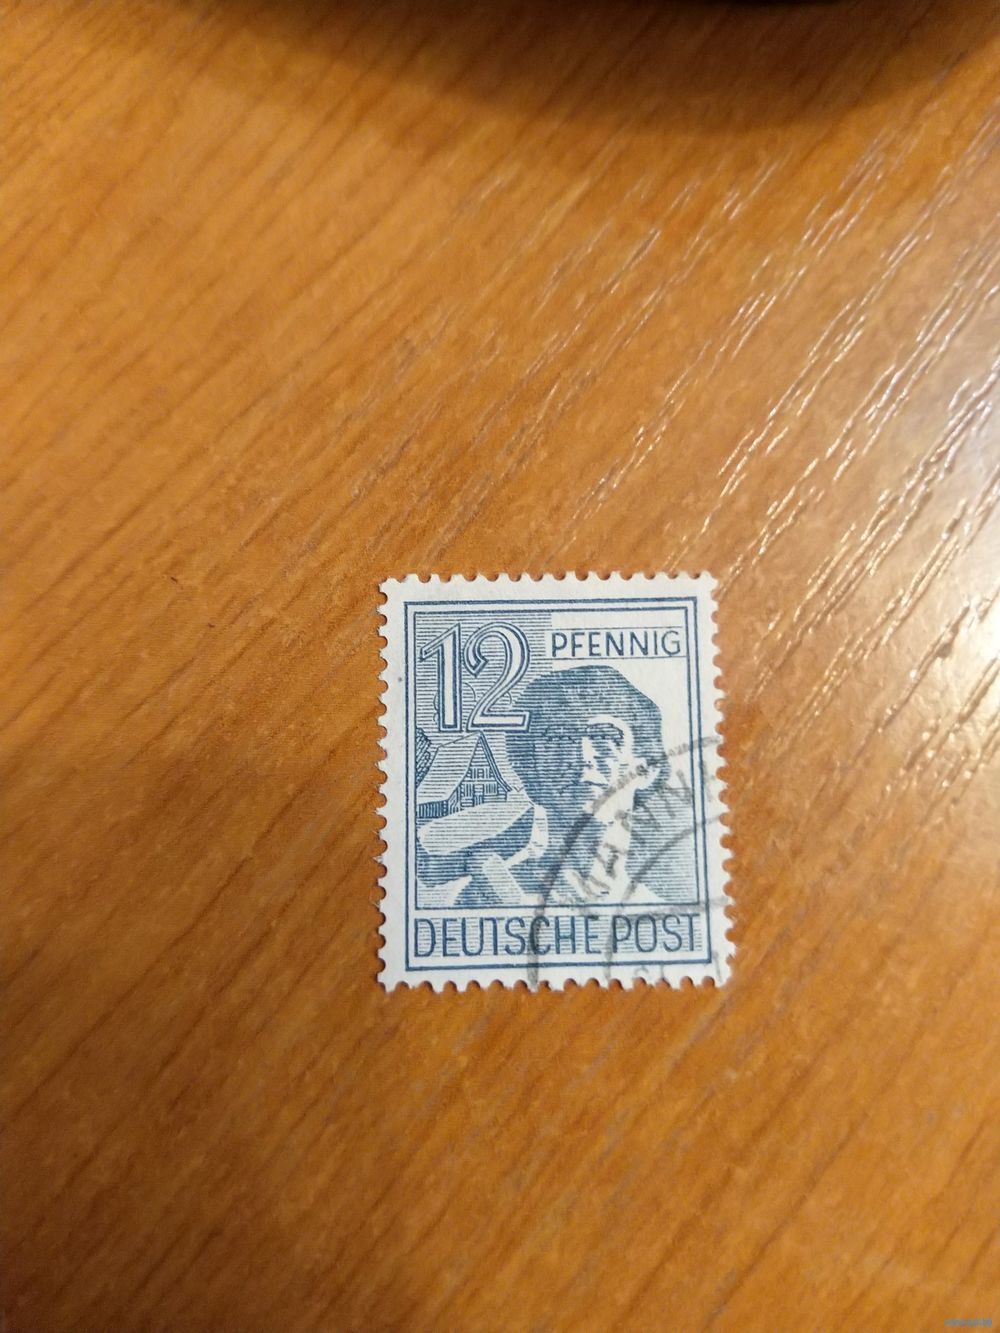 12
PFENNIG
DEUTSCHE POST